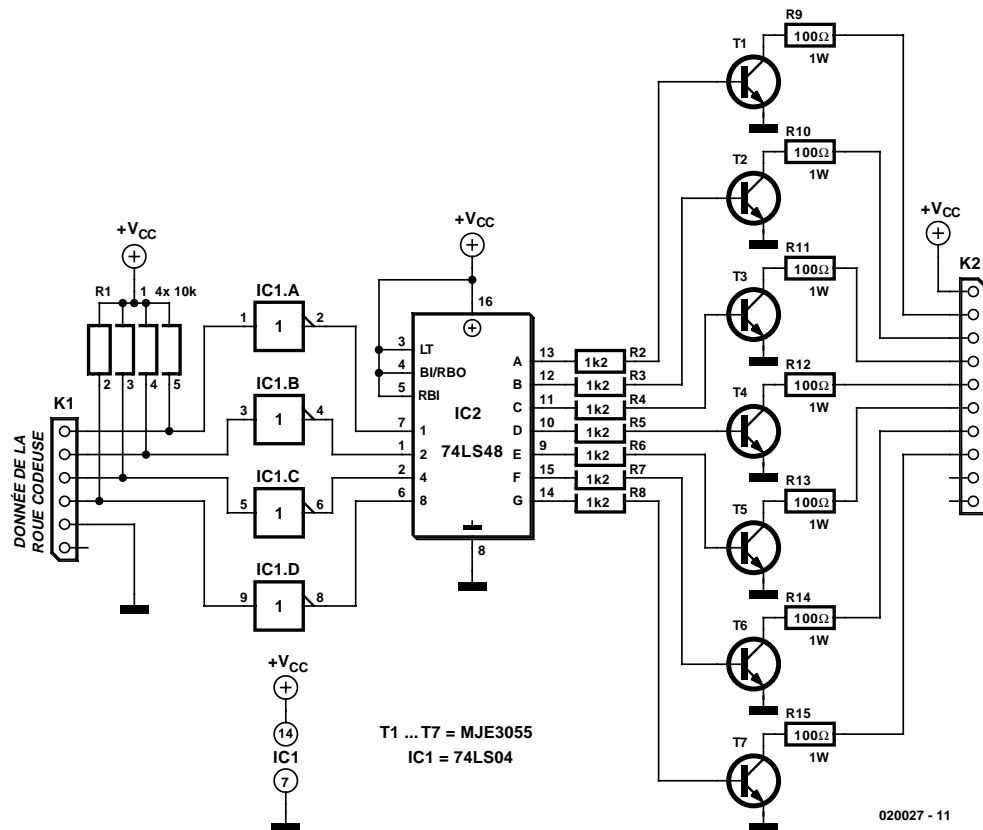 R9
100Ω
1W
T1
R10
100Ω
1W
T2
+VCC
+VCC
+VCC
R11
100Ω
1W
K2
T3
R1 1 4x 10k
2 3 4 5
K1
DONNÉE DE LA
ROUE CODEUSE
IC1.A
1 1 2
IC1.B
3 1 4
IC1.C
5 1 6
IC1.D
9 1 8
16
3 LT
4 BI/RBO
5 RBI
IC2
74LS48
7 1
1 2
2 4
6 8
8
A 13 1k2 R2
B 12 1k2 R3
C 11 1k2 R4
D 10 1k2 R5
E 9 1k2 R6
F 15 1k2 R7
G 14 1k2 R8
R12
100Ω
1W
T4
R13
100Ω
1W
T5
R14
100Ω
1W
T6
R15
100Ω
1W
T7
+VCC
14
IC1
7
T1 ... T7 = MJE3055
IC1 = 74LS04
020027 - 11